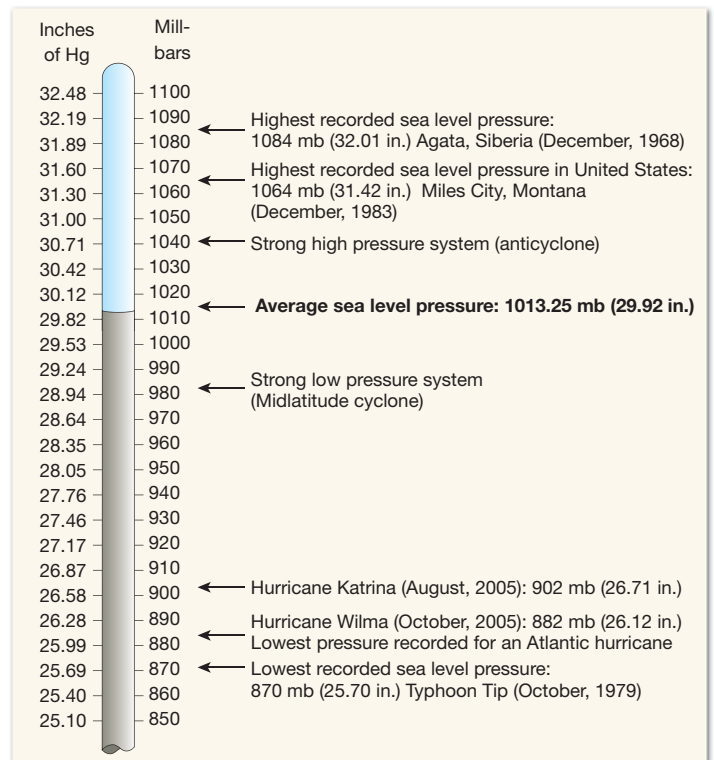 Inches of Hg
Mill-bars
32.48 1100
32.19 1090
31.89 1080
31.60 1070
31.30 1060
31.00 1050
30.71 1040
30.42 1030
30.12 1020
29.82 1010
29.53 1000
29.24 990
28.94 980
28.64 970
28.35 960
28.05 950
27.76 940
27.46 930
27.17 920
26.87 910
26.58 900
26.28 890
25.99 880
25.69 870
25.40 860
25.10 850
Highest recorded sea level pressure:
1084 mb (32.01 in.) Agata, Siberia (December, 1968)
Highest recorded sea level pressure in United States:
1064 mb (31.42 in.) Miles City, Montana
(December, 1983)
Strong high pressure system (anticyclone)
Average sea level pressure: 1013.25 mb (29.92 in.)
Strong low pressure system
(Midlatitude cyclone)
Hurricane Katrina (August, 2005): 902 mb (26.71 in.)
Hurricane Wilma (October, 2005): 882 mb (26.12 in.)
Lowest pressure recorded for an Atlantic hurricane
Lowest recorded sea level pressure:
870 mb (25.70 in.) Typhoon Tip (October, 1979)